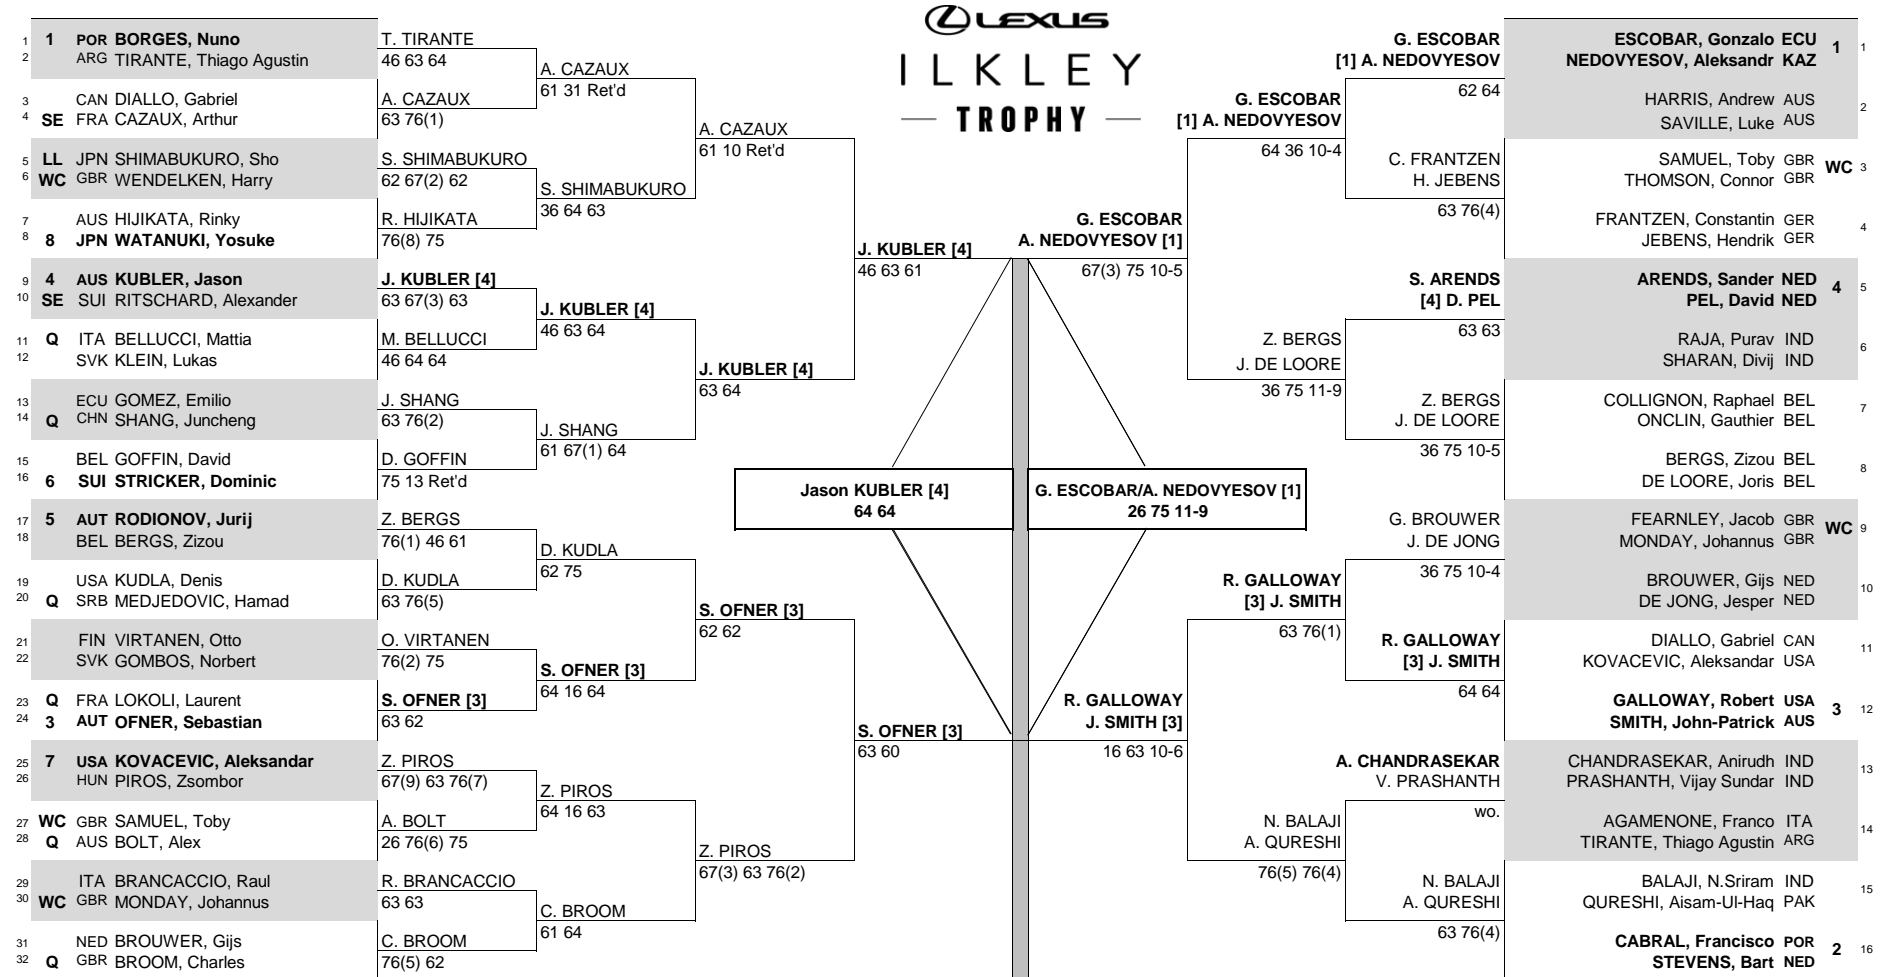 LEXUS
ILKLEY
TROPHY
1 1 POR BORGES, Nuno
2 ARG TIRANTE, Thiago Agustin
3 CAN DIALLO, Gabriel
4 SE FRA CAZAUX, Arthur
5 LL JPN SHIMABUKURO, Sho
6 WC GBR WENDELKEN, Harry
7 AUS HIJIKATA, Rinky
8 8 JPN WATANUKI, Yosuke
9 4 AUS KUBLER, Jason
10 SE SUI RITSCHARD, Alexander
11 Q ITA BELLUCCI, Mattia
12 SVK KLEIN, Lukas
13 ECU GOMEZ, Emilio
14 Q CHN SHANG, Juncheng
15 BEL GOFFIN, David
16 6 SUI STRICKER, Dominic
17 5 AUT RODIONOV, Jurij
18 BEL BERGS, Zizou
19 USA KUDLA, Denis
20 Q SRB MEDJEDOVIC, Hamad
21 FIN VIRTANEN, Otto
22 SVK GOMBOS, Norbert
23 Q FRA LOKOLI, Laurent
24 3 AUT OFNER, Sebastian
25 7 USA KOVACEVIC, Aleksandar
26 HUN PIROS, Zsombor
27 WC GBR SAMUEL, Toby
28 Q AUS BOLT, Alex
29 ITA BRANCACCIO, Raul
30 WC GBR MONDAY, Johannus
31 NED BROUWER, Gijs
32 Q GBR BROOM, Charles
T. TIRANTE
46 63 64
A. CAZAUX
63 76(1)
S. SHIMABUKURO
62 67(2) 62
R. HIJIKATA
76(8) 75
J. KUBLER [4]
63 67(3) 63
M. BELLUCCI
46 64 64
J. SHANG
63 76(2)
D. GOFFIN
75 13 Ret'd
Z. BERGS
76(1) 46 61
D. KUDLA
63 76(5)
O. VIRTANEN
76(2) 75
S. OFNER [3]
63 62
Z. PIROS
67(9) 63 76(7)
A. BOLT
26 76(6) 75
R. BRANCACCIO
63 63
C. BROOM
76(5) 62
A. CAZAUX
61 31 Ret'd
S. SHIMABUKURO
36 64 63
J. KUBLER [4]
46 63 64
J. SHANG
61 67(1) 64
D. KUDLA
62 75
S. OFNER [3]
64 16 64
Z. PIROS
64 16 63
C. BROOM
61 64
A. CAZAUX
61 10 Ret'd
J. KUBLER [4]
63 64
S. OFNER [3]
62 62
Z. PIROS
67(3) 63 76(2)
J. KUBLER [4]
46 63 61
S. OFNER [3]
63 60
Jason KUBLER [4]
64 64
G. ESCOBAR/A. NEDOVYESOV [1]
26 75 11-9
G. ESCOBAR
A. NEDOVYESOV [1]
67(3) 75 10-5
R. GALLOWAY
J. SMITH [3]
16 63 10-6
G. ESCOBAR
[1] A. NEDOVYESOV
64 36 10-4
Z. BERGS
J. DE LOORE
36 75 11-9
R. GALLOWAY
[3] J. SMITH
63 76(1)
N. BALAJI
A. QURESHI
76(5) 76(4)
G. ESCOBAR
[1] A. NEDOVYESOV
62 64
C. FRANTZEN
H. JEBENS
63 76(4)
S. ARENDS
[4] D. PEL
63 63
Z. BERGS
J. DE LOORE
36 75 10-5
G. BROUWER
J. DE JONG
36 75 10-4
R. GALLOWAY
[3] J. SMITH
64 64
A. CHANDRASEKAR
V. PRASHANTH
wo.
N. BALAJI
A. QURESHI
63 76(4)
ESCOBAR, Gonzalo ECU 1 1
NEDOVYESOV, Aleksandr KAZ
HARRIS, Andrew AUS 2
SAVILLE, Luke AUS
SAMUEL, Toby GBR WC 3
THOMSON, Connor GBR
FRANTZEN, Constantin GER 4
JEBENS, Hendrik GER
ARENDS, Sander NED 4 5
PEL, David NED
RAJA, Purav IND 6
SHARAN, Divij IND
COLLIGNON, Raphael BEL 7
ONCLIN, Gauthier BEL
BERGS, Zizou BEL 8
DE LOORE, Joris BEL
FEARNLEY, Jacob GBR WC 9
MONDAY, Johannus GBR
BROUWER, Gijs NED 10
DE JONG, Jesper NED
DIALLO, Gabriel CAN 11
KOVACEVIC, Aleksandar USA
GALLOWAY, Robert USA 3 12
SMITH, John-Patrick AUS
CHANDRASEKAR, Anirudh IND 13
PRASHANTH, Vijay Sundar IND
AGAMENONE, Franco ITA 14
TIRANTE, Thiago Agustin ARG
BALAJI, N.Sriram IND 15
QURESHI, Aisam-Ul-Haq PAK
CABRAL, Francisco POR 2 16
STEVENS, Bart NED